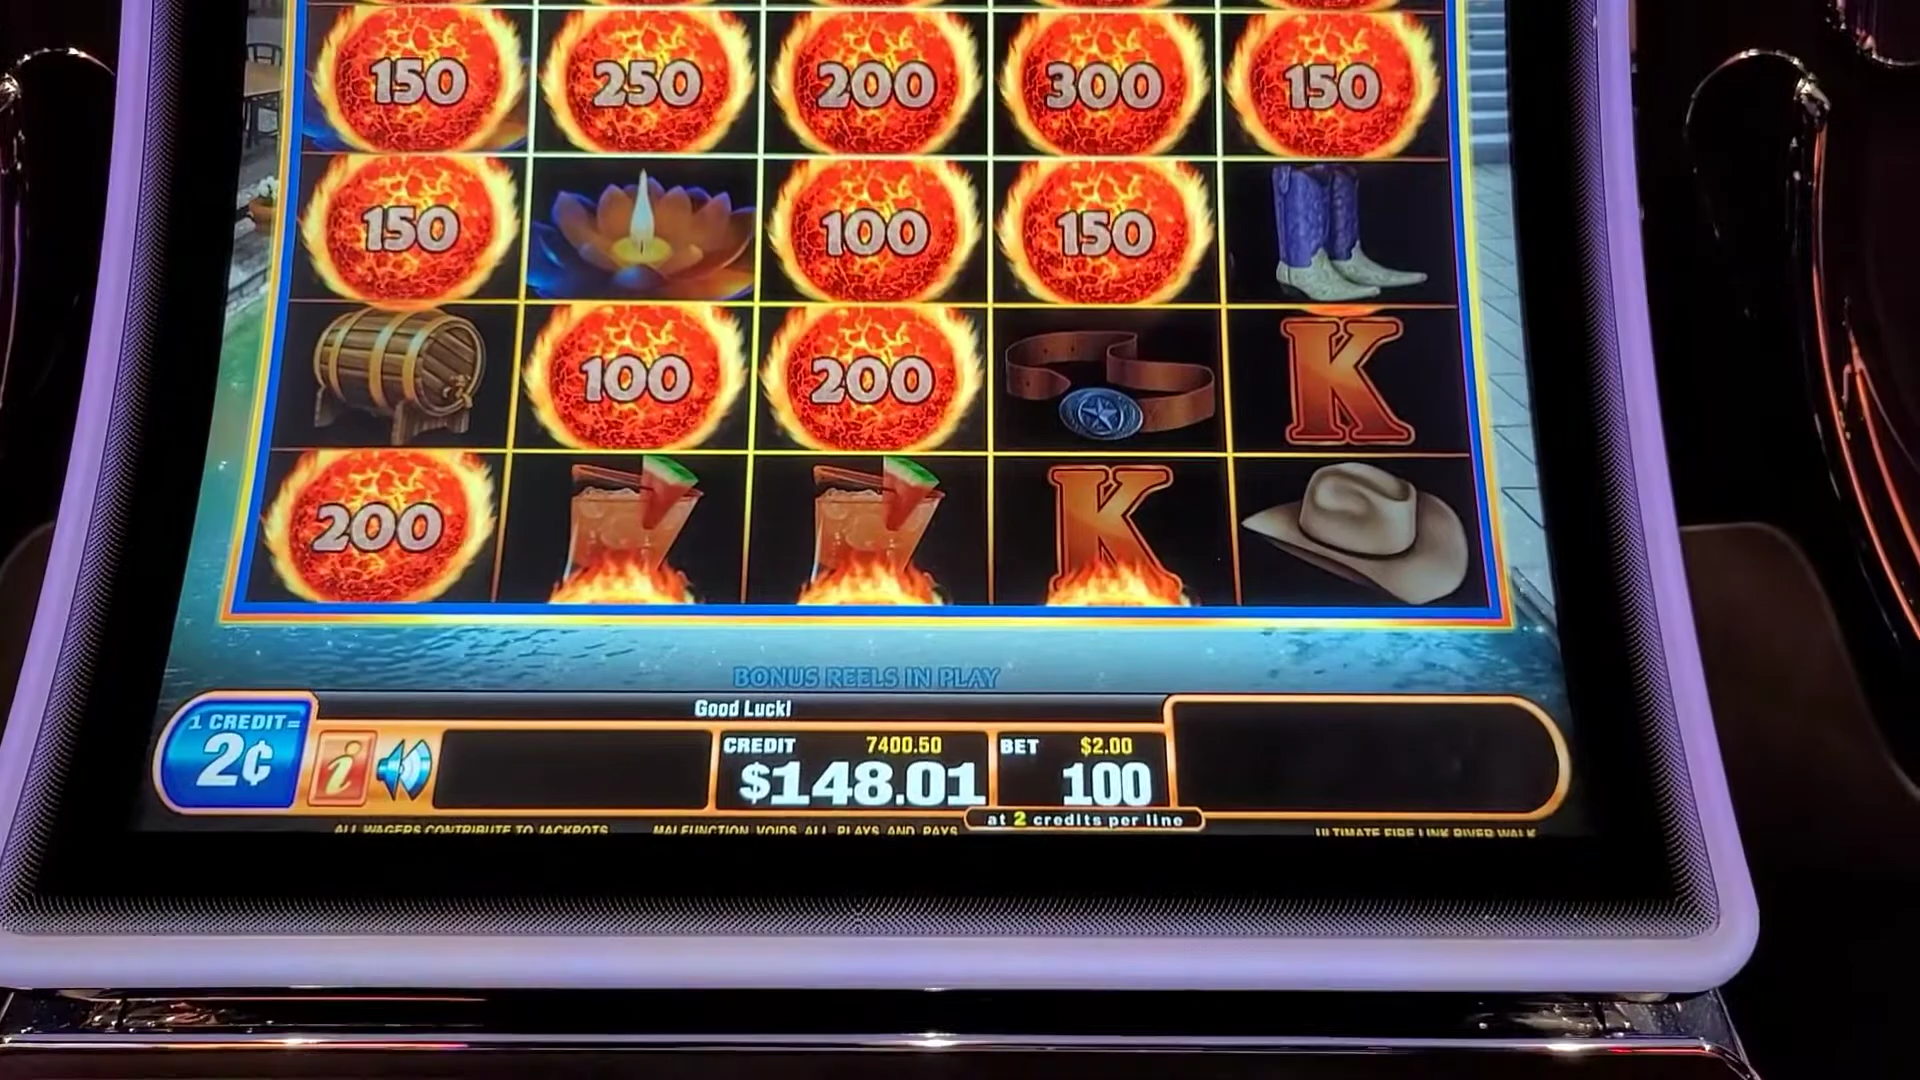 150 250 200 300 150
150 100 150
100 200 K
200 K
BONUS REELS IN PLAY
Good Luck!
1 CREDIT=
2¢
i
CREDIT 7400.50
$148.01
BET $2.00
100
at 2 credits per line
ALL WAGERS CONTRIBUTE TO JACKPOTS
MALFUNCTION VOIDS ALL PLAYS AND PAYS
ULTIMATE FIRE LINK RIVER WALK